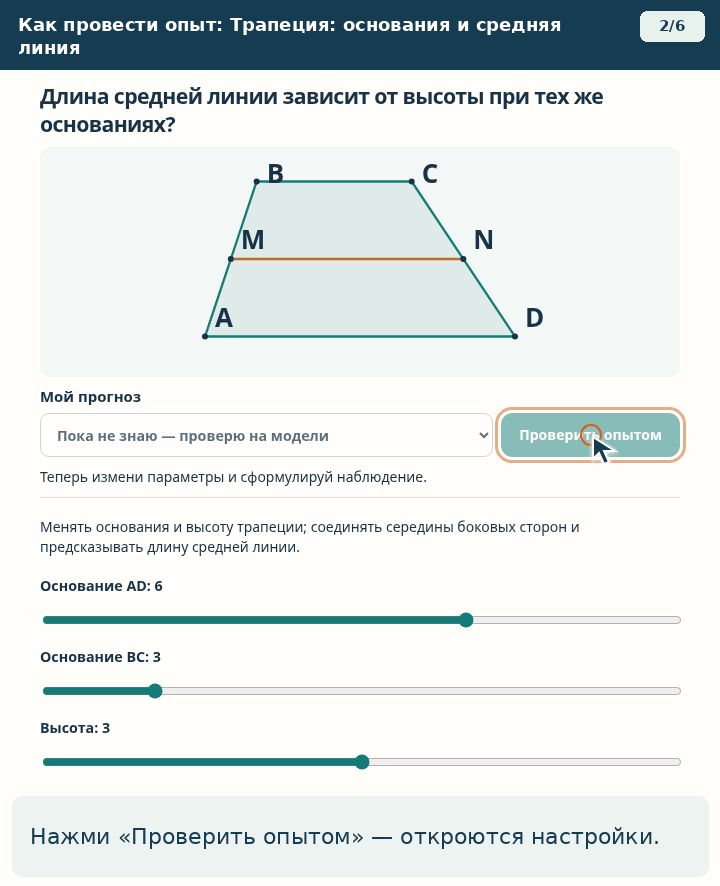 Как провести опыт: Трапеция: основания и средняя
линия
2/6
Длина средней линии зависит от высоты при тех же
основаниях?
B
C
M
N
A
D
Мой прогноз
Пока не знаю — проверю на модели
Проверить опытом
Теперь измени параметры и сформулируй наблюдение.
Менять основания и высоту трапеции; соединять середины боковых сторон и
предсказывать длину средней линии.
Основание AD: 6
Основание BC: 3
Высота: 3
Нажми «Проверить опытом» — откроются настройки.